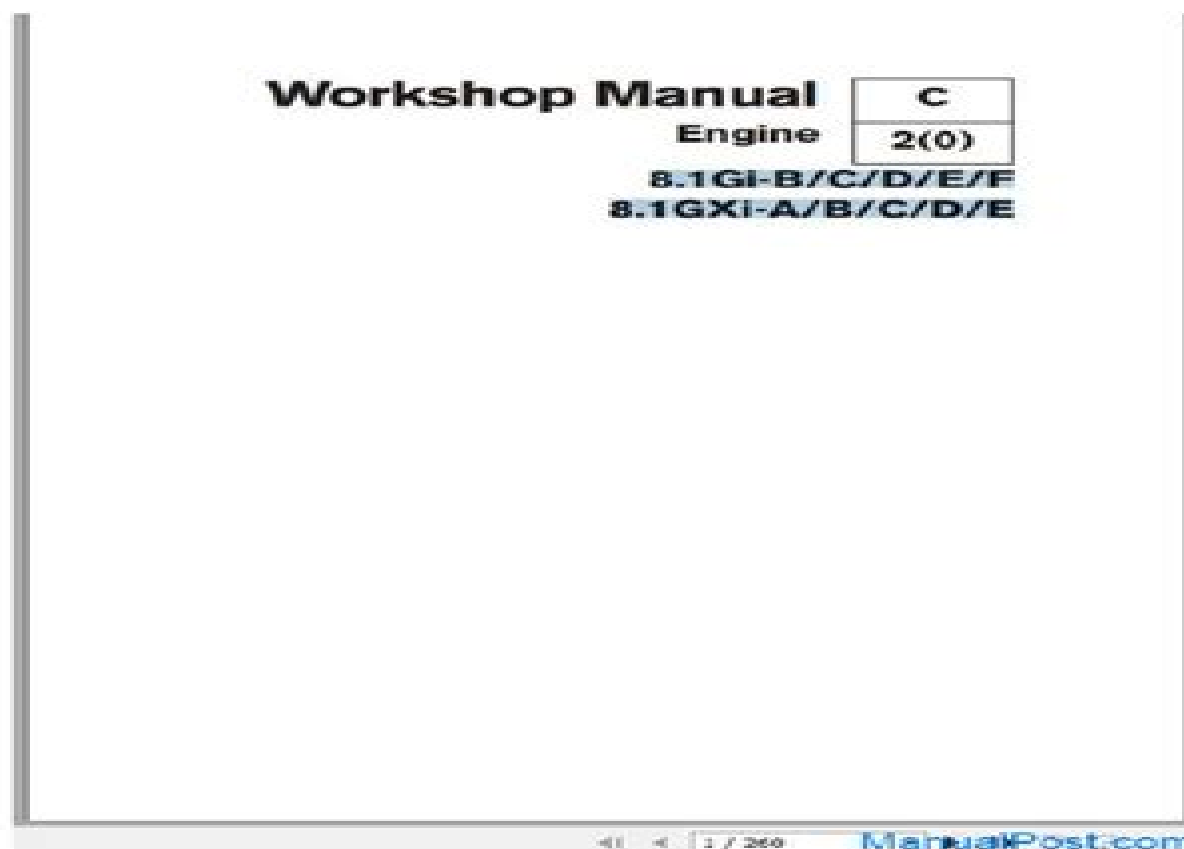 Workshop Manual
C
Engine
2(0)
8.1Gi-B/C/D/E/F
8.1GXi-A/B/C/D/E
1 / 260
ManualPost.com